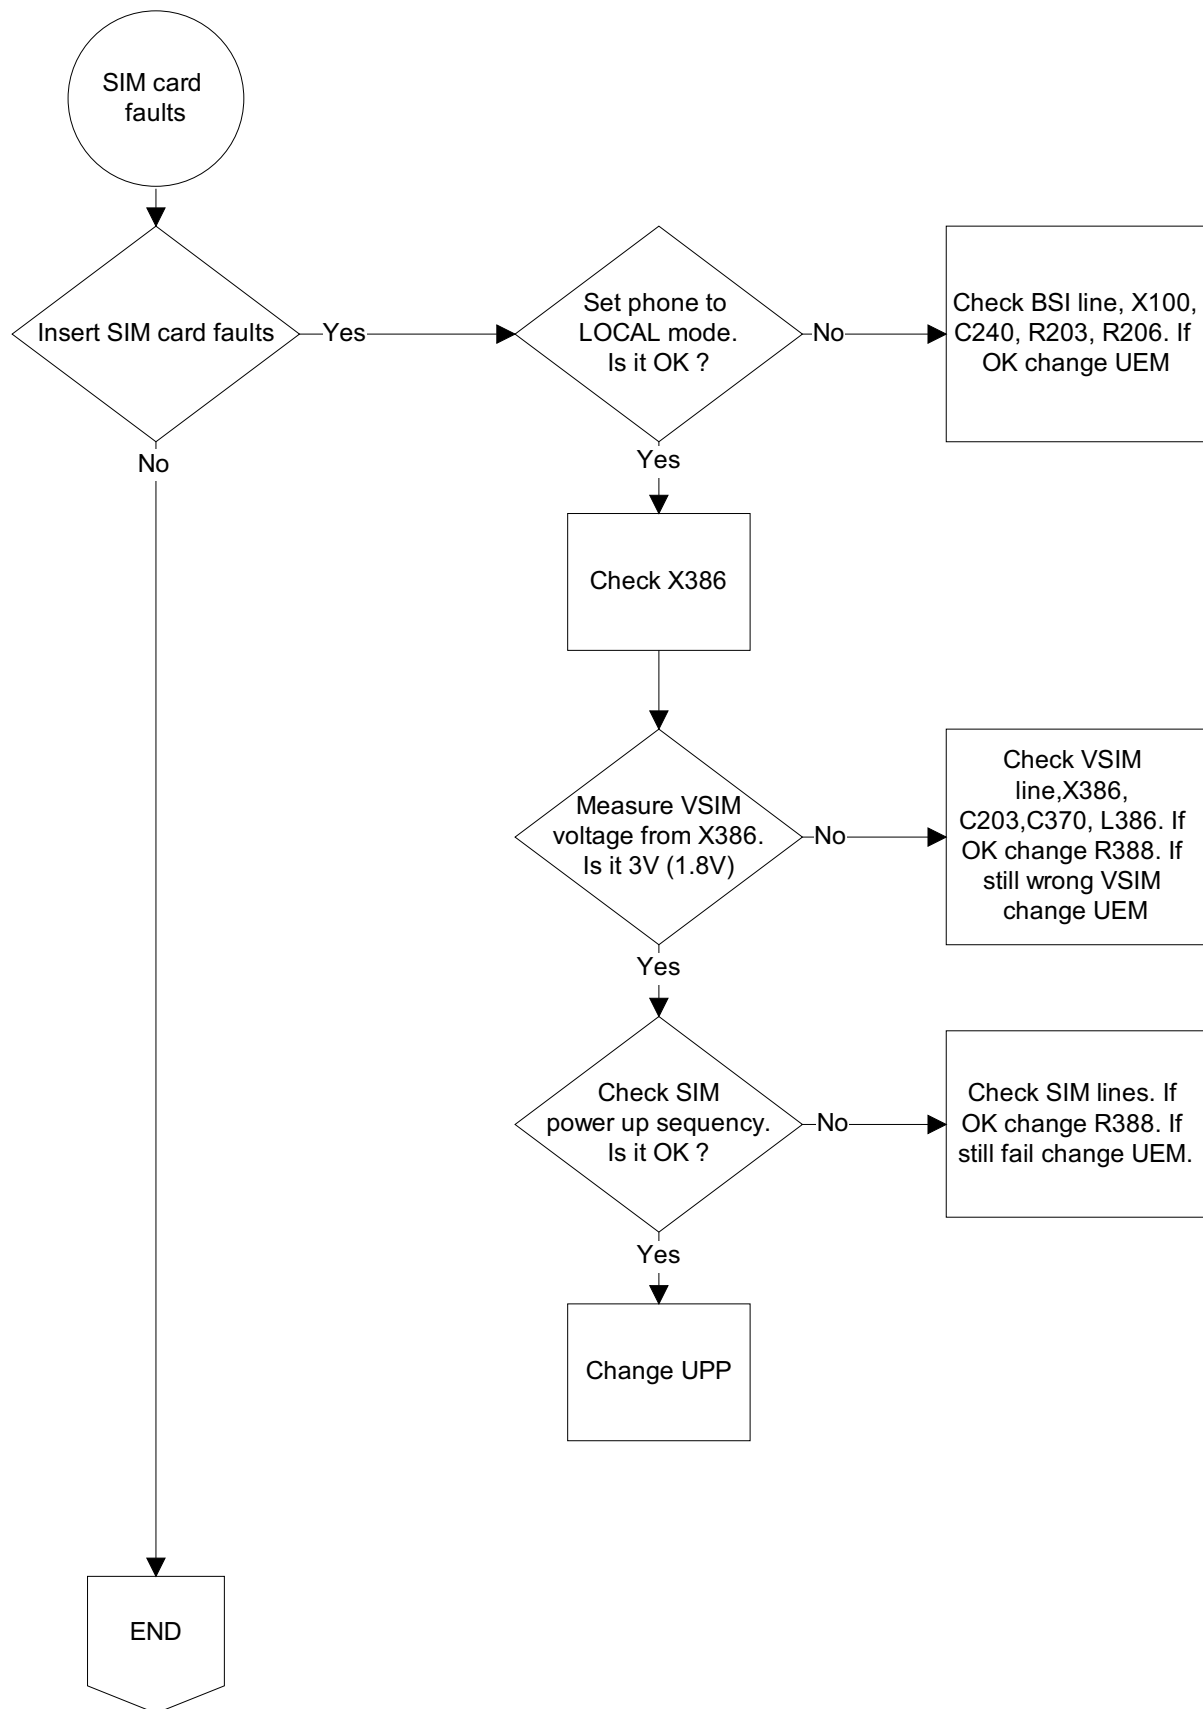 SIM card
faults
Insert SIM card faults
Yes
Set phone to
LOCAL mode.
Is it OK ?
No
Check BSI line, X100,
C240, R203, R206. If
OK change UEM
No
Yes
Check X386
Measure VSIM
voltage from X386.
Is it 3V (1.8V)
No
Check VSIM
line,X386,
C203,C370, L386. If
OK change R388. If
still wrong VSIM
change UEM
Yes
Check SIM
power up sequency.
Is it OK ?
No
Check SIM lines. If
OK change R388. If
still fail change UEM.
Yes
Change UPP
END